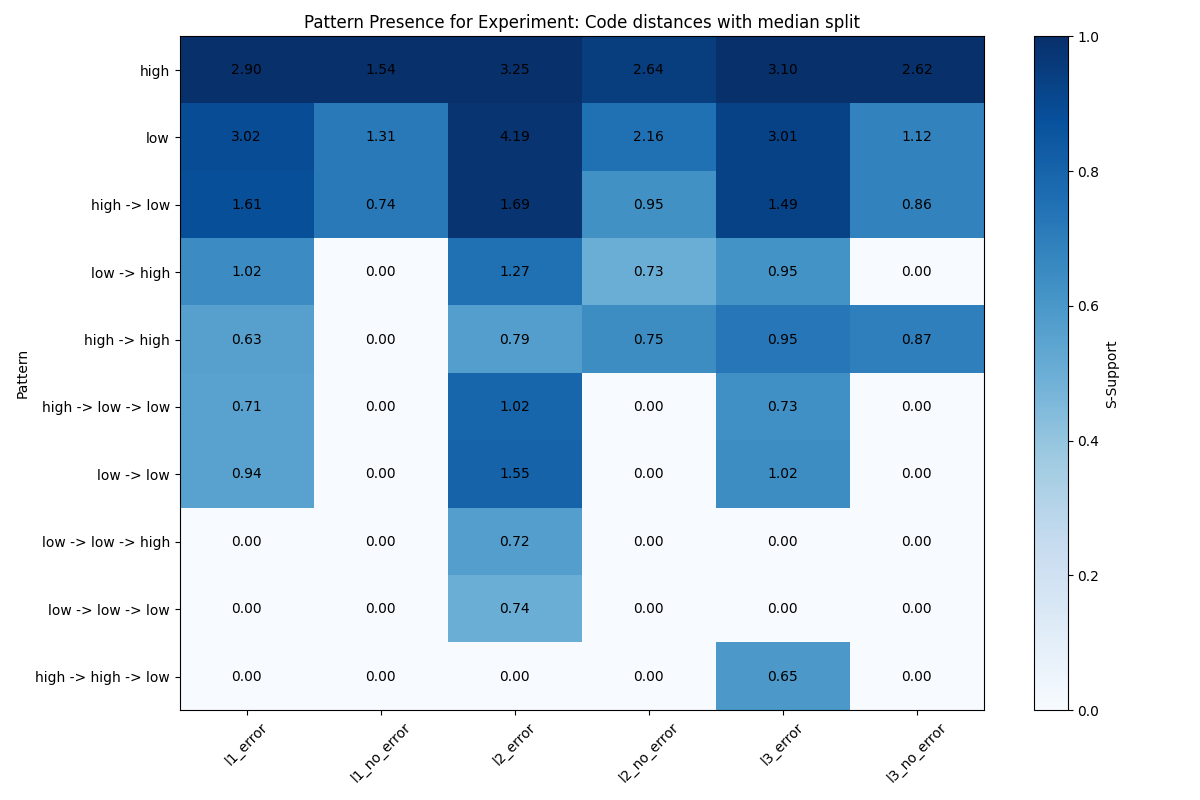 Pattern Presence for Experiment: Code distances with median split
high 2.90 1.54 3.25 2.64 3.10 2.62
low 3.02 1.31 4.19 2.16 3.01 1.12
high -> low 1.61 0.74 1.69 0.95 1.49 0.86
low -> high 1.02 0.00 1.27 0.73 0.95 0.00
high -> high 0.63 0.00 0.79 0.75 0.95 0.87
high -> low -> low 0.71 0.00 1.02 0.00 0.73 0.00
low -> low 0.94 0.00 1.55 0.00 1.02 0.00
low -> low -> high 0.00 0.00 0.72 0.00 0.00 0.00
low -> low -> low 0.00 0.00 0.74 0.00 0.00 0.00
high -> high -> low 0.00 0.00 0.00 0.00 0.65 0.00
l1_error l1_no_error l2_error l2_no_error l3_error l3_no_error
Pattern
1.0
0.8
0.6
0.4
0.2
0.0
S-Support